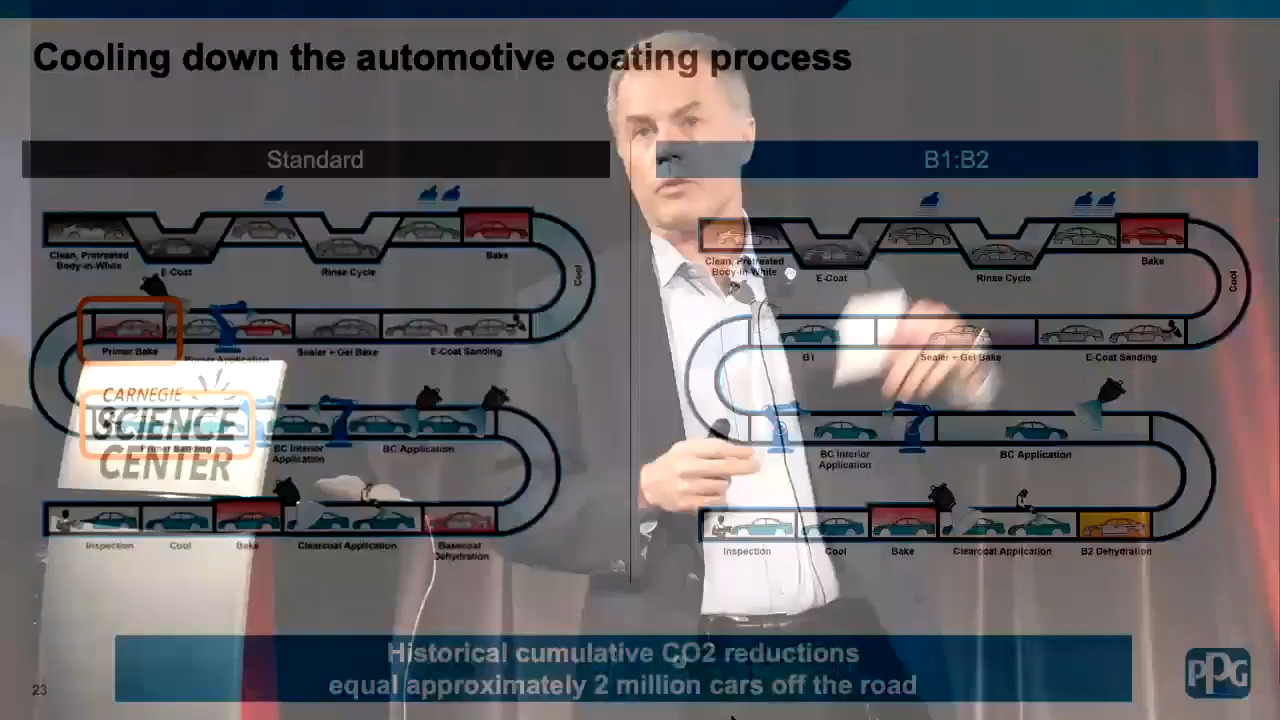 Cooling down the automotive coating process
Standard
Clean, Pretreated
Body-in-White
E-Coat
Rinse Cycle
Bake
Cool
Primer Bake
Primer Application
Sealer + Gel Bake
E-Coat Sanding
CARNEGIE
SCIENCE
CENTER
Primer Sanding
BC Interior
Application
BC Application
Inspection
Cool
Bake
Clearcoat Application
Basecoat
Dehydration
B1:B2
Clean, Pretreated
Body-in-White
E-Coat
Rinse Cycle
Bake
Cool
B1
Sealer + Gel Bake
E-Coat Sanding
BC Interior
Application
BC Application
Inspection
Cool
Bake
Clearcoat Application
B2 Dehydration
Historical cumulative CO2 reductions
equal approximately 2 million cars off the road
23
PPG